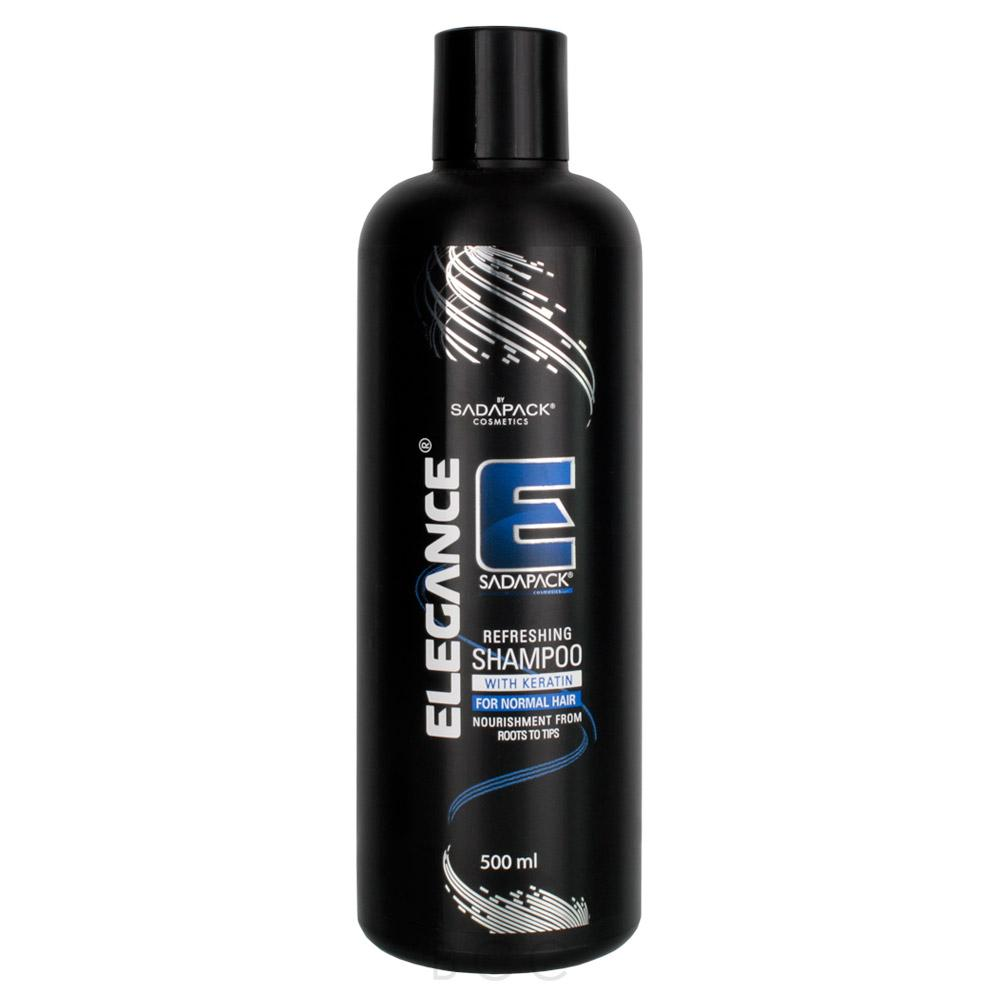 BY
SADAPACK®
COSMETICS
ELEGANCE®
E
SADAPACK®
cosmetics
REFRESHING
SHAMPOO
WITH KERATIN
FOR NORMAL HAIR
NOURISHMENT FROM
ROOTS TO TIPS
500 ml